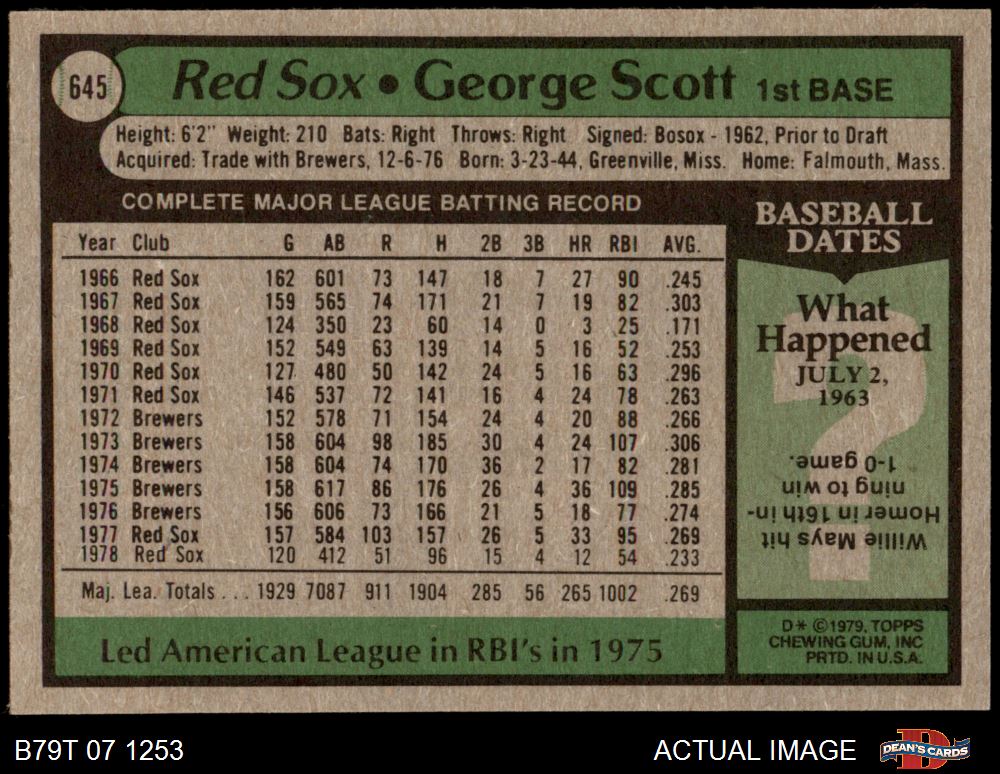 645
Red Sox • George Scott 1st BASE
Height: 6'2" Weight: 210 Bats: Right Throws: Right Signed: Bosox - 1962, Prior to Draft
Acquired: Trade with Brewers, 12-6-76 Born: 3-23-44, Greenville, Miss. Home: Falmouth, Mass.
COMPLETE MAJOR LEAGUE BATTING RECORD
Year Club G AB R H 2B 3B HR RBI AVG.
1966 Red Sox 162 601 73 147 18 7 27 90 .245
1967 Red Sox 159 565 74 171 21 7 19 82 .303
1968 Red Sox 124 350 23 60 14 0 3 25 .171
1969 Red Sox 152 549 63 139 14 5 16 52 .253
1970 Red Sox 127 480 50 142 24 5 16 63 .296
1971 Red Sox 146 537 72 141 16 4 24 78 .263
1972 Brewers 152 578 71 154 24 4 20 88 .266
1973 Brewers 158 604 98 185 30 4 24 107 .306
1974 Brewers 158 604 74 170 36 2 17 82 .281
1975 Brewers 158 617 86 176 26 4 36 109 .285
1976 Brewers 156 606 73 166 21 5 18 77 .274
1977 Red Sox 157 584 103 157 26 5 33 95 .269
1978 Red Sox 120 412 51 96 15 4 12 54 .233
Maj. Lea. Totals . . . 1929 7087 911 1904 285 56 265 1002 .269
Led American League in RBI's in 1975
BASEBALL
DATES
What
Happened
JULY 2,
1963
?
Willie Mays hit
Homer in 16th in-
ning to win
1-0 game.
D* ©1979, TOPPS
CHEWING GUM, INC
PRTD. IN U.S.A.
B79T 07 1253
ACTUAL IMAGE
DEAN'S CARDS